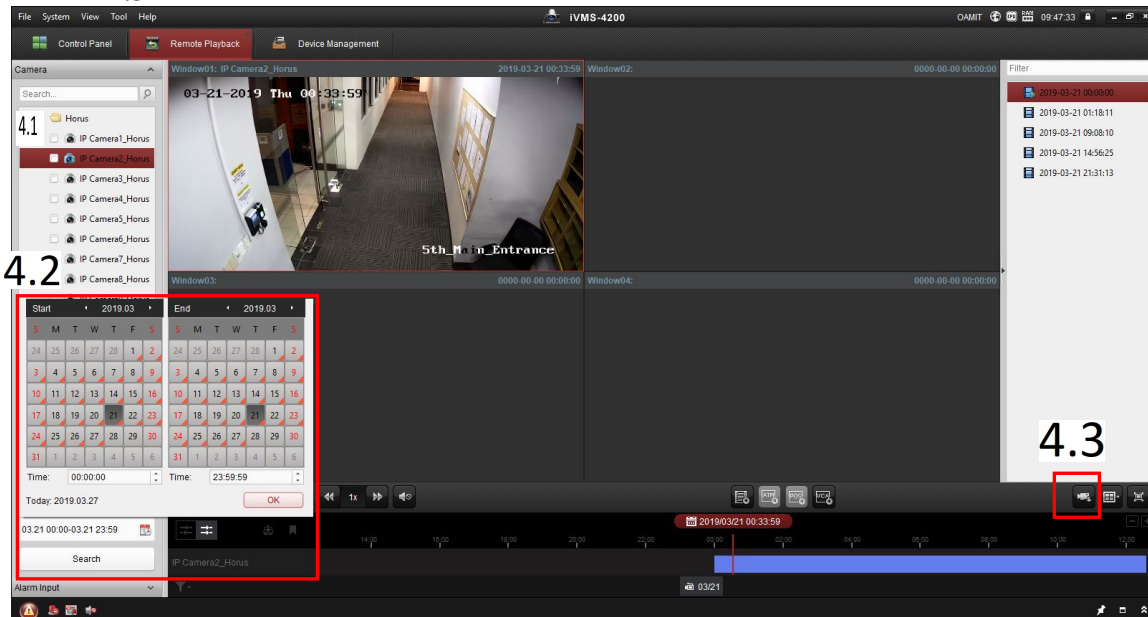 File System View Tool Help
iVMS-4200
OAMIT
09:47:33
Control Panel
Remote Playback
Device Management
Camera
Search...
4.1
Horus
IP Camera1_Horus
IP Camera2_Horus
IP Camera3_Horus
IP Camera4_Horus
IP Camera5_Horus
IP Camera6_Horus
IP Camera7_Horus
IP Camera8_Horus
4.2
Window01: IP Camera2_Horus 2019-03-21 00:33:59
03-21-2019 Thu 00:33:59
5th_Main_Entrance
Window02: 0000-00-00 00:00:00
Window03: 0000-00-00 00:00:00
Window04: 0000-00-00 00:00:00
Filter
2019-03-21 00:00:00
2019-03-21 01:18:11
2019-03-21 09:08:10
2019-03-21 14:56:25
2019-03-21 21:31:13
4.3
Start 2019.03
S M T W T F S
24 25 26 27 28 1 2
3 4 5 6 7 8 9
10 11 12 13 14 15 16
17 18 19 20 21 22 23
24 25 26 27 28 29 30
31 1 2 3 4 5 6
Time: 00:00:00
End 2019.03
S M T W T F S
24 25 26 27 28 1 2
3 4 5 6 7 8 9
10 11 12 13 14 15 16
17 18 19 20 21 22 23
24 25 26 27 28 29 30
31 1 2 3 4 5 6
Time: 23:59:59
Today: 2019.03.27
OK
1x
ATM
POS
VCA
03.21 00:00-03.21 23:59
Search
2019/03/21 00:33:59
14:00 16:00 18:00 20:00 22:00 00:00 02:00 04:00 06:00 08:00 10:00 12:00
IP Camera2_Horus
03/21
Alarm Input